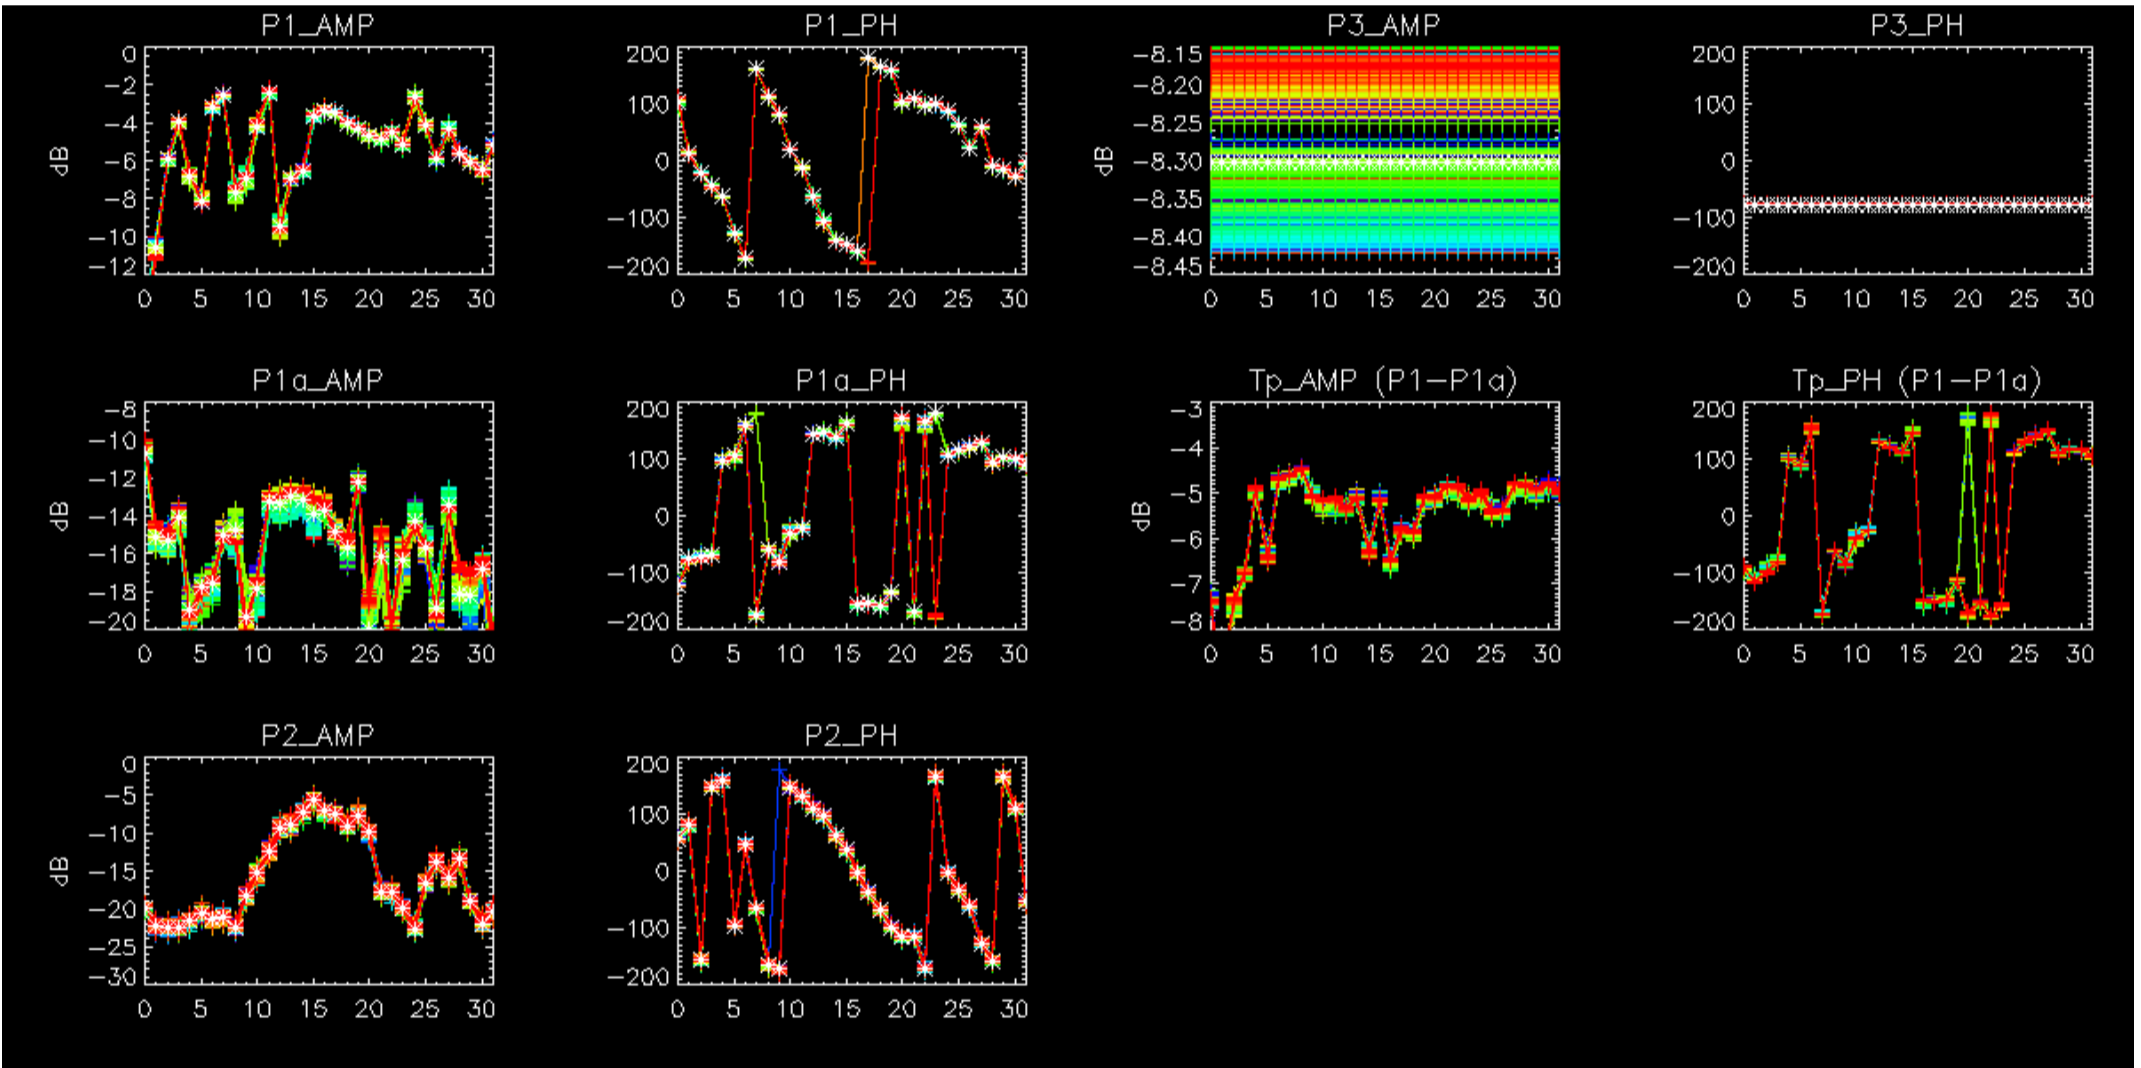 P1_AMP
0
−2
−4
−6
−8
−10
−12
dB
0 5 10 15 20 25 30
P1_PH
200
100
0
−100
−200
0 5 10 15 20 25 30
P3_AMP
−8.15
−8.20
−8.25
−8.30
−8.35
−8.40
−8.45
dB
0 5 10 15 20 25 30
P3_PH
200
100
0
−100
−200
0 5 10 15 20 25 30
P1a_AMP
−8
−10
−12
−14
−16
−18
−20
dB
0 5 10 15 20 25 30
P1a_PH
200
100
0
−100
−200
0 5 10 15 20 25 30
Tp_AMP (P1−P1a)
−3
−4
−5
−6
−7
−8
dB
0 5 10 15 20 25 30
Tp_PH (P1−P1a)
200
100
0
−100
−200
0 5 10 15 20 25 30
P2_AMP
0
−5
−10
−15
−20
−25
−30
dB
0 5 10 15 20 25 30
P2_PH
200
100
0
−100
−200
0 5 10 15 20 25 30